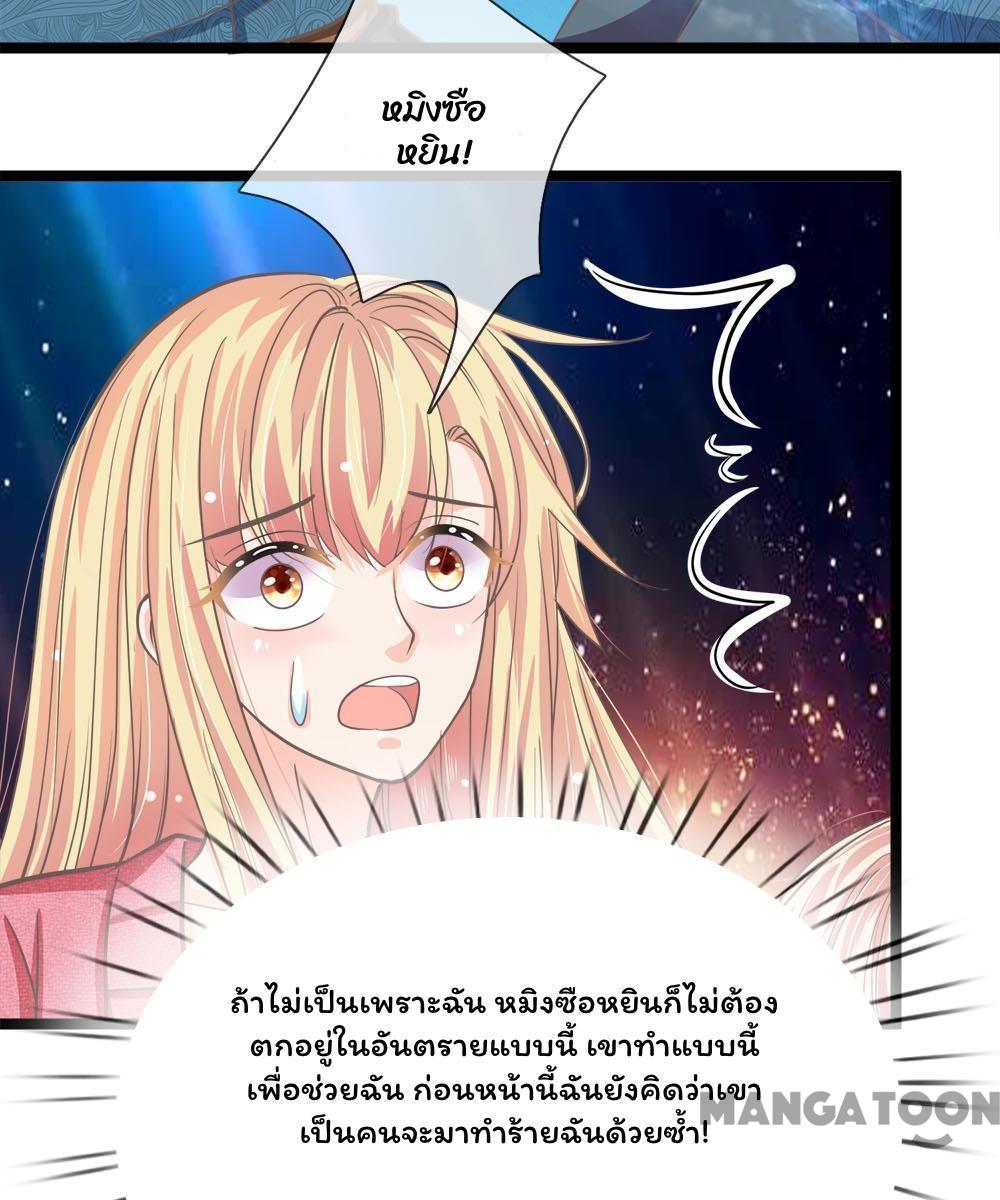 หมิงซือ
หยิน!
ถ้าไม่เป็นเพราะฉัน หมิงซือหยินก็ไม่ต้อง
ตกอยู่ในอันตรายแบบนี้ เขาทำแบบนี้
เพื่อช่วยฉัน ก่อนหน้านี้ฉันยังคิดว่าเขา
เป็นคนจะมาทำร้ายฉันด้วยซ้ำ!
MANGATOON